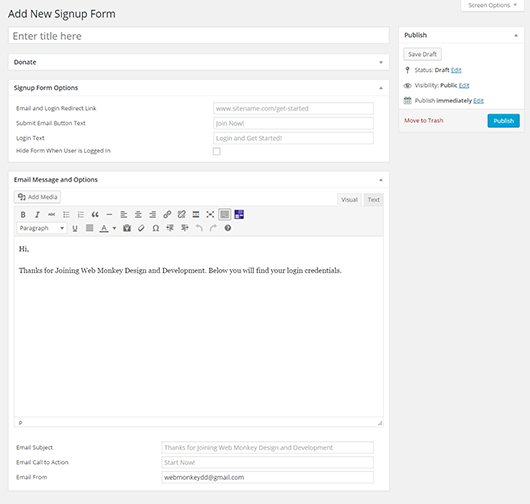 Screen Options
Add New Signup Form
Enter title here
Donate
Signup Form Options
Email and Login Redirect Link www.sitename.com/get-started
Submit Email Button Text Join Now!
Login Text Login and Get Started!
Hide Form When User is Logged In
Email Message and Options
Add Media
Visual Text
B I ABC
Paragraph U A Ω
Hi,
Thanks for Joining Web Monkey Design and Development. Below you will find your login credentials.
p
Email Subject Thanks for Joining Web Monkey Design and Development
Email Call to Action Start Now!
Email From webmonkeydd@gmail.com
Publish
Save Draft
Status: Draft Edit
Visibility: Public Edit
Publish immediately Edit
Move to Trash Publish